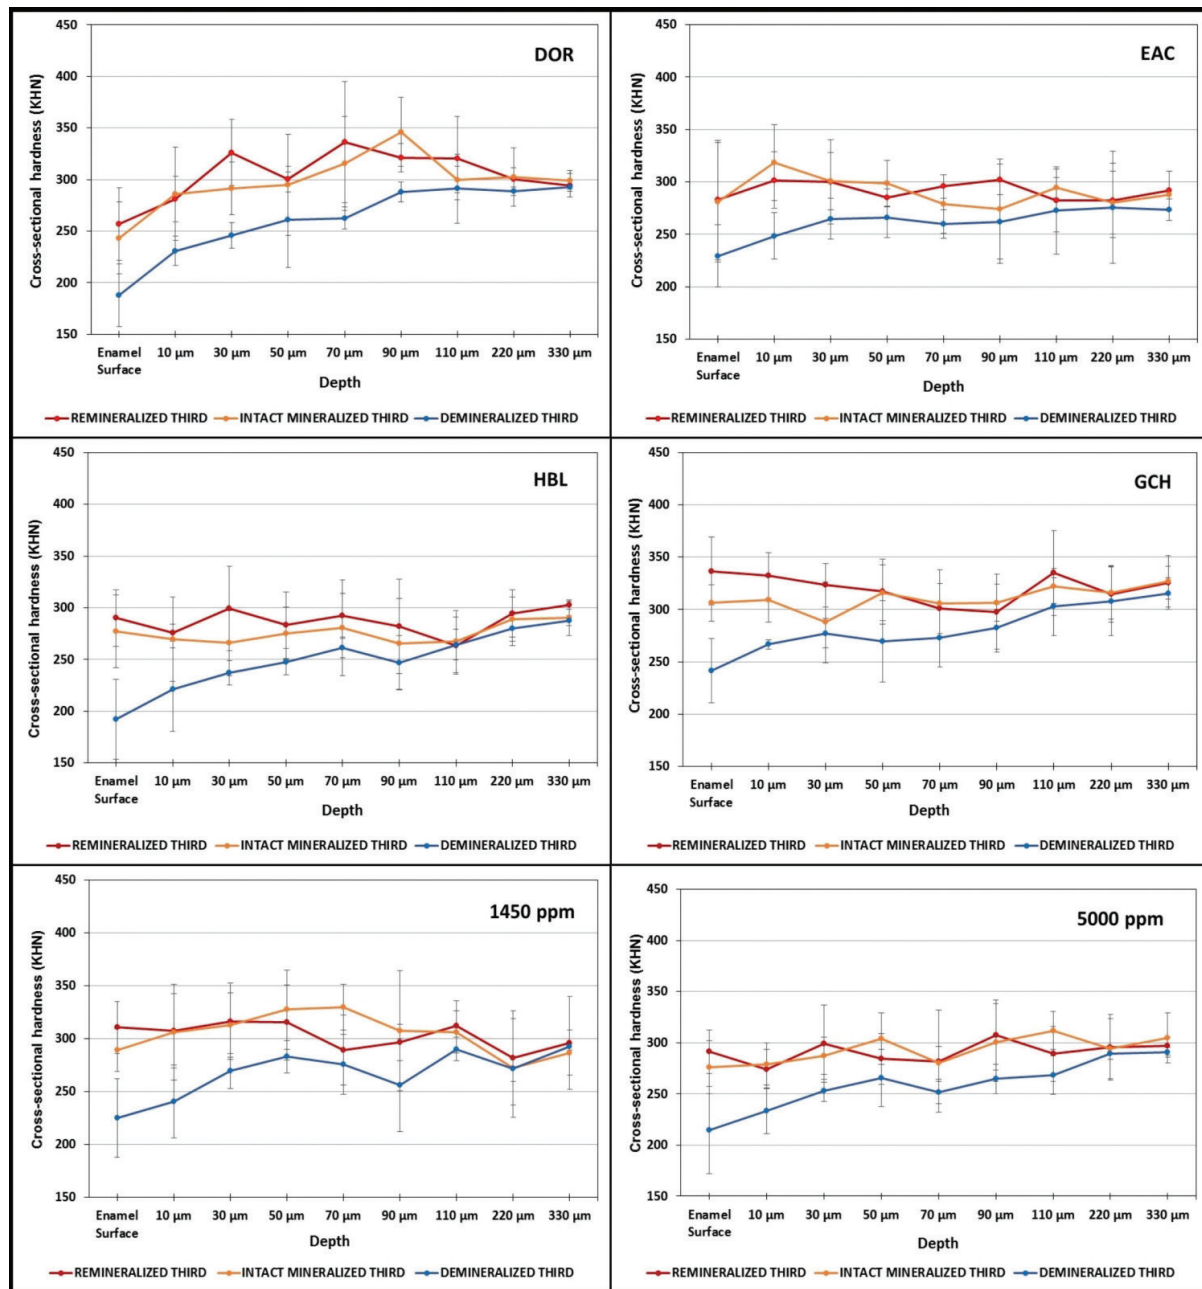 DOR
Cross-sectional hardness (KHN)
450
400
350
300
250
200
150
Enamel Surface 10 µm 30 µm 50 µm 70 µm 90 µm 110 µm 220 µm 330 µm
Depth
REMINERALIZED THIRD INTACT MINERALIZED THIRD DEMINERALIZED THIRD
EAC
Cross-sectional hardness (KHN)
450
400
350
300
250
200
150
Enamel Surface 10 µm 30 µm 50 µm 70 µm 90 µm 110 µm 220 µm 330 µm
Depth
REMINERALIZED THIRD INTACT MINERALIZED THIRD DEMINERALIZED THIRD
HBL
Cross-sectional hardness (KHN)
450
400
350
300
250
200
150
Enamel Surface 10 µm 30 µm 50 µm 70 µm 90 µm 110 µm 220 µm 330 µm
Depth
REMINERALIZED THIRD INTACT MINERALIZED THIRD DEMINERALIZED THIRD
GCH
Cross-sectional hardness (KHN)
450
400
350
300
250
200
150
Enamel Surface 10 µm 30 µm 50 µm 70 µm 90 µm 110 µm 220 µm 330 µm
Depth
REMINERALIZED THIRD INTACT MINERALIZED THIRD DEMINERALIZED THIRD
1450 ppm
Cross-sectional hardness (KHN)
450
400
350
300
250
200
150
Enamel Surface 10 µm 30 µm 50 µm 70 µm 90 µm 110 µm 220 µm 330 µm
Depth
REMINERALIZED THIRD INTACT MINERALIZED THIRD DEMINERALIZED THIRD
5000 ppm
Cross-sectional hardness (KHN)
450
400
350
300
250
200
150
Enamel Surface 10 µm 30 µm 50 µm 70 µm 90 µm 110 µm 220 µm 330 µm
Depth
REMINERALIZED THIRD INTACT MINERALIZED THIRD DEMINERALIZED THIRD